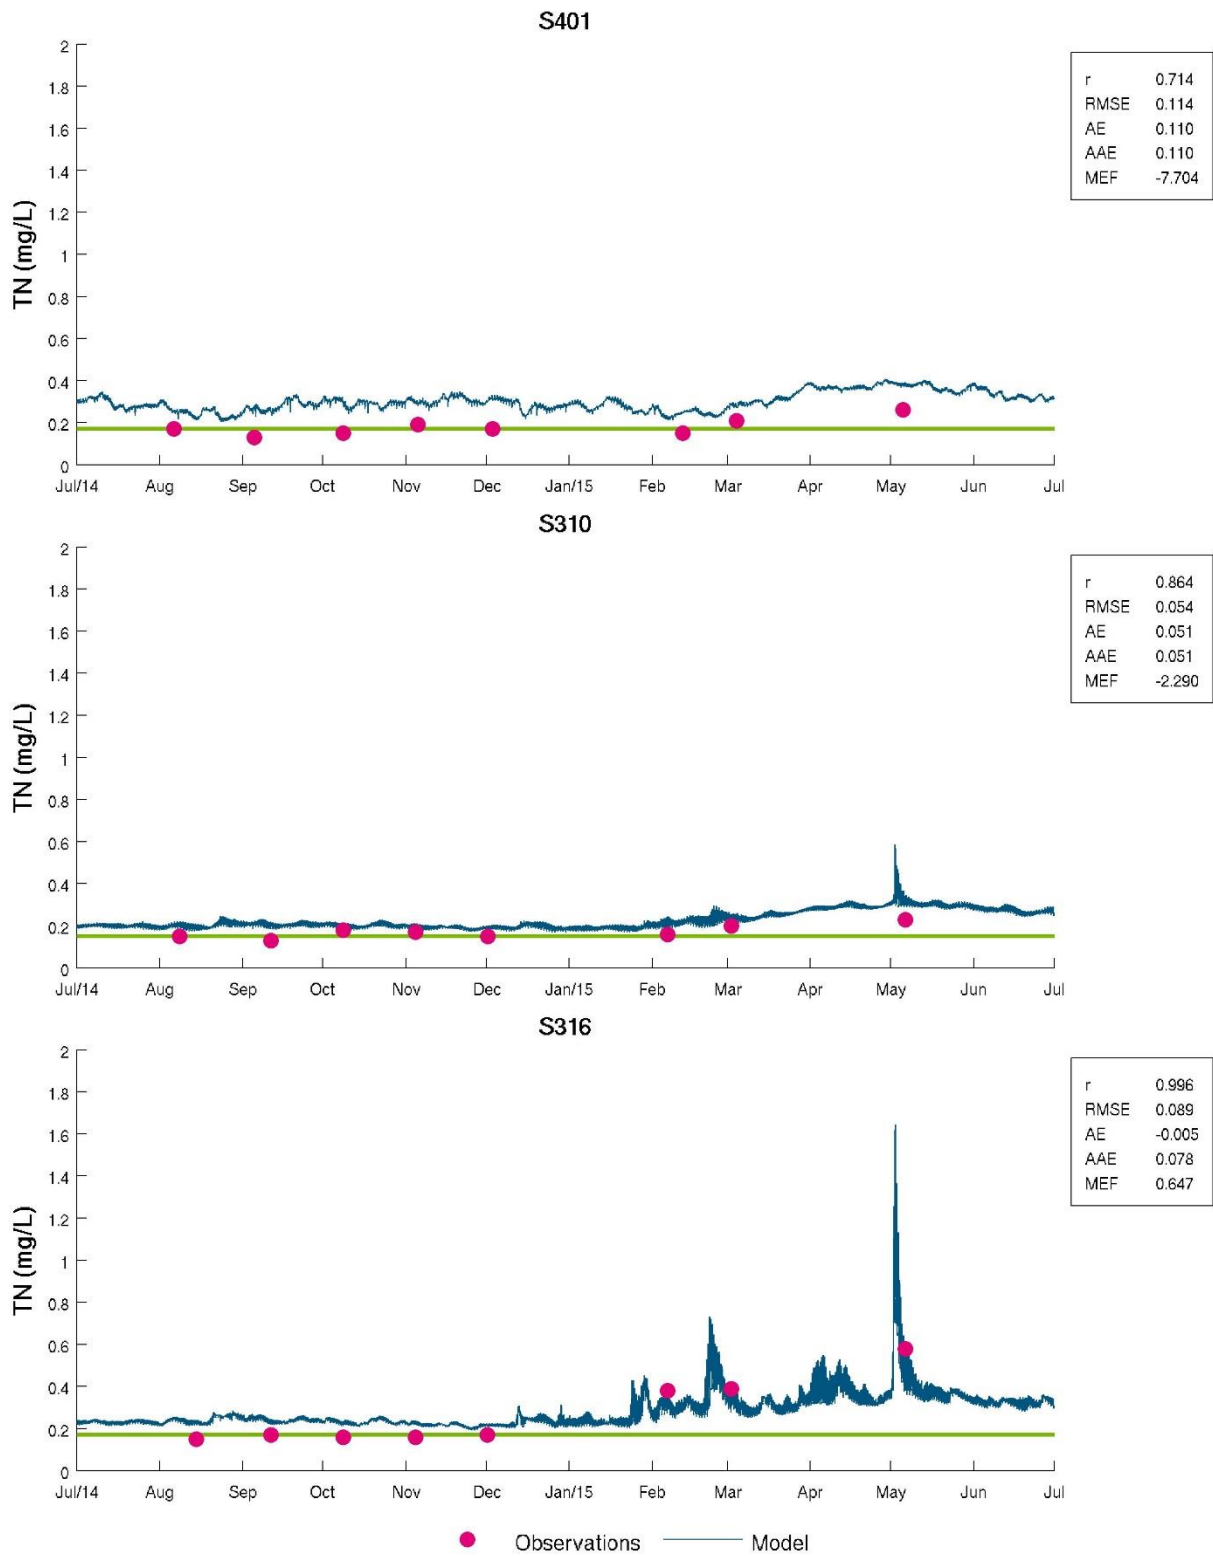 S401
TN (mg/L)
2
1.8
1.6
1.4
1.2
1
0.8
0.6
0.4
0.2
0
Jul/14 Aug Sep Oct Nov Dec Jan/15 Feb Mar Apr May Jun Jul
r 0.714
RMSE 0.114
AE 0.110
AAE 0.110
MEF -7.704
S310
TN (mg/L)
2
1.8
1.6
1.4
1.2
1
0.8
0.6
0.4
0.2
0
Jul/14 Aug Sep Oct Nov Dec Jan/15 Feb Mar Apr May Jun Jul
r 0.864
RMSE 0.054
AE 0.051
AAE 0.051
MEF -2.290
S316
TN (mg/L)
2
1.8
1.6
1.4
1.2
1
0.8
0.6
0.4
0.2
0
Jul/14 Aug Sep Oct Nov Dec Jan/15 Feb Mar Apr May Jun Jul
r 0.996
RMSE 0.089
AE -0.005
AAE 0.078
MEF 0.647
Observations Model